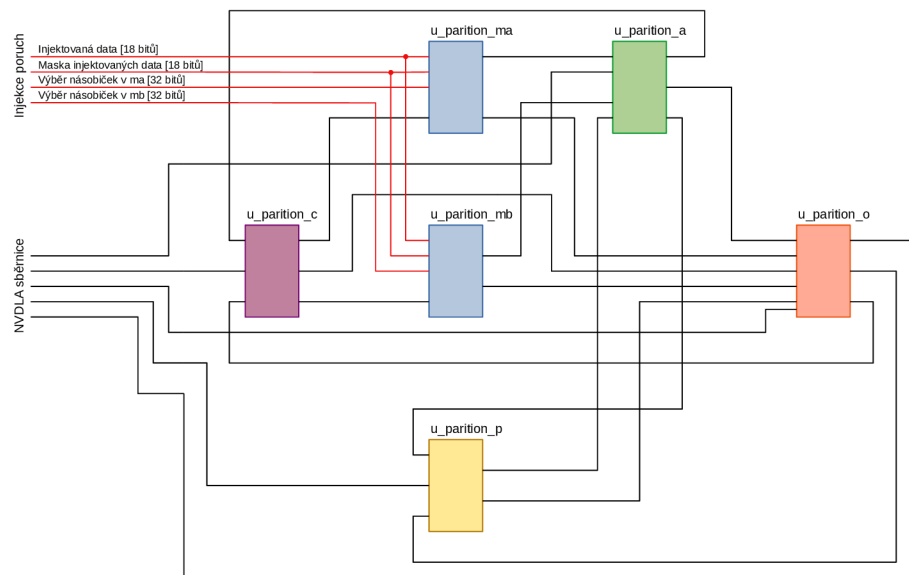 u_parition_ma
u_parition_a
Injekce poruch
Injektovaná data [18 bitů]
Maska injektovaných data [18 bitů]
Výběr násobiček v ma [32 bitů]
Výběr násobiček v mb [32 bitů]
u_parition_c
u_parition_mb
u_parition_o
NVDLA sběrnice
u_parition_p